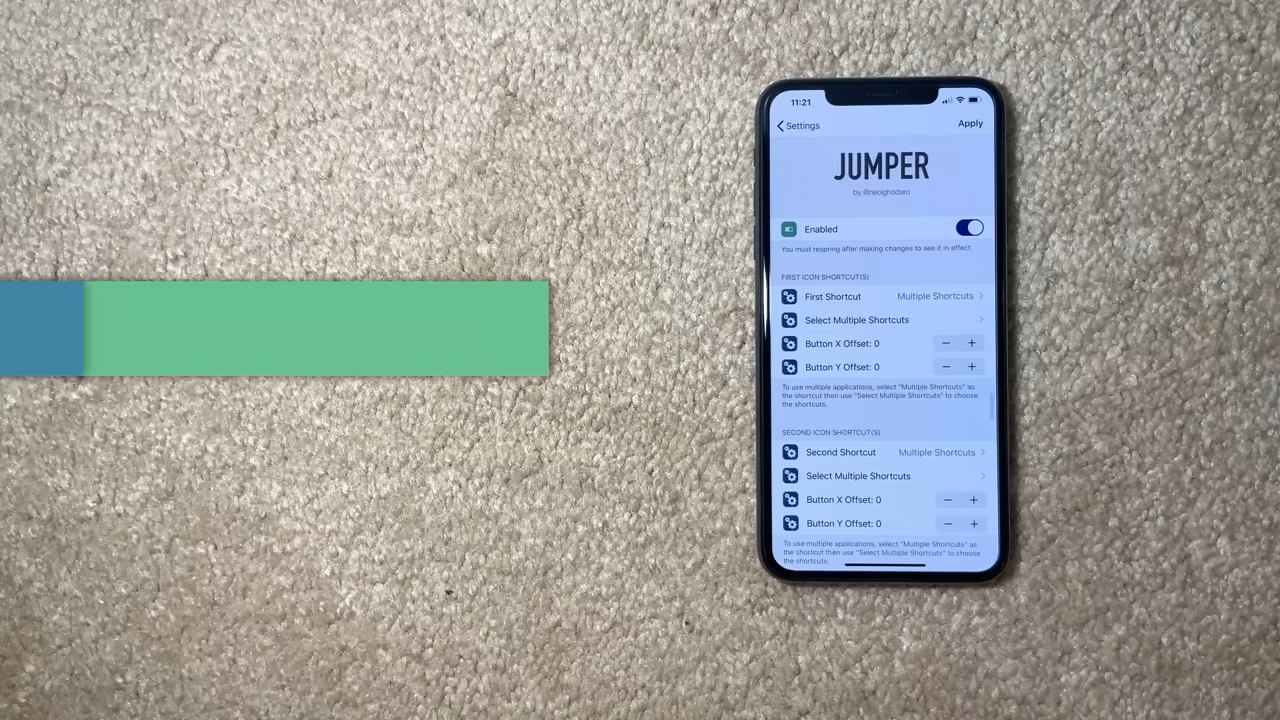 11:21
Settings
Apply
JUMPER
by @neoighodaro
Enabled
You must respring after making changes to see it in effect.
FIRST ICON SHORTCUT(S)
First Shortcut Multiple Shortcuts
Select Multiple Shortcuts
Button X Offset: 0
Button Y Offset: 0
To use multiple applications, select "Multiple Shortcuts" as
the shortcut then use "Select Multiple Shortcuts" to choose
the shortcuts.
SECOND ICON SHORTCUT(S)
Second Shortcut Multiple Shortcuts
Select Multiple Shortcuts
Button X Offset: 0
Button Y Offset: 0
To use multiple applications, select "Multiple Shortcuts" as
the shortcut then use "Select Multiple Shortcuts" to choose
the shortcuts.